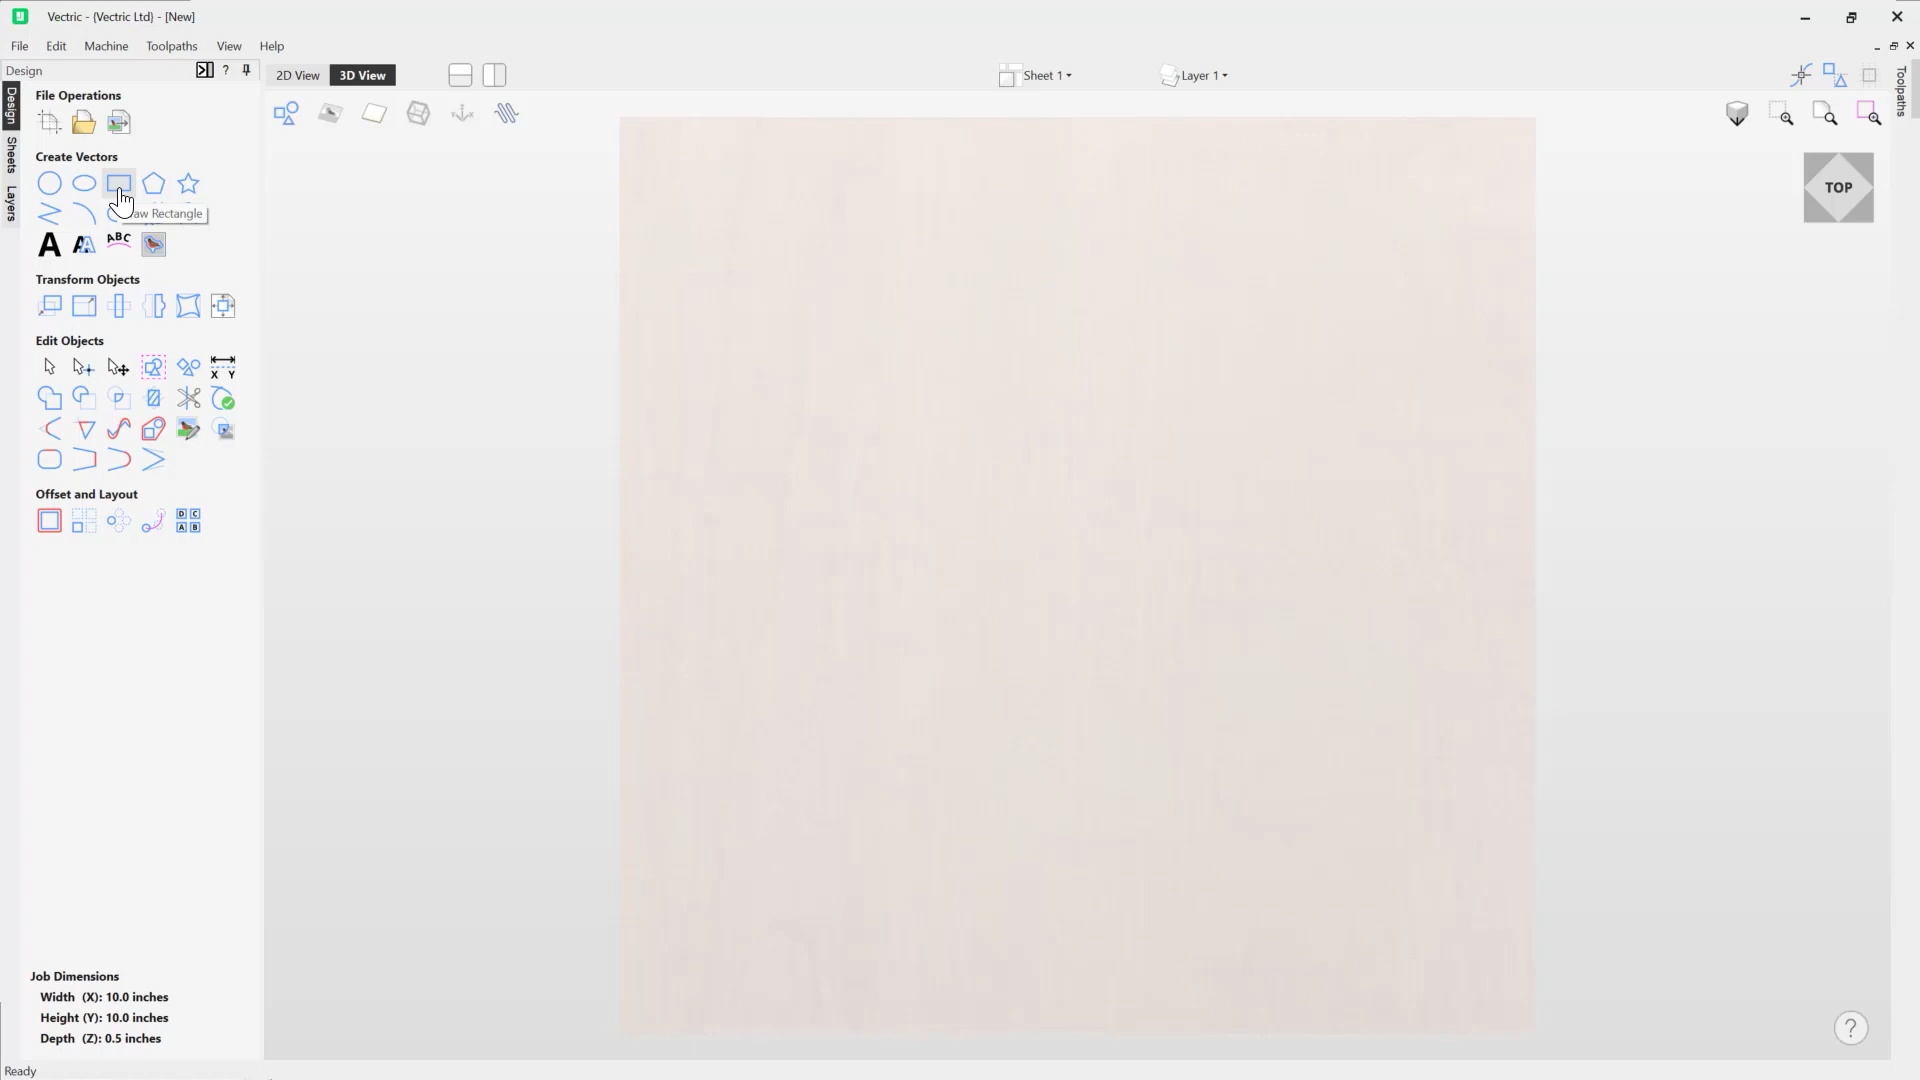 Vectric - {Vectric Ltd} - [New]
File Edit Machine Toolpaths View Help
Design
2D View 3D View Sheet 1 Layer 1
Design
Sheets
Layers
Toolpaths
File Operations
Create Vectors
Rectangle
A A A ABC
TOP
Transform Objects
Edit Objects
X Y
Offset and Layout
D C
A B
Job Dimensions
Width (X): 10.0 inches
Height (Y): 10.0 inches
Depth (Z): 0.5 inches
?
Ready